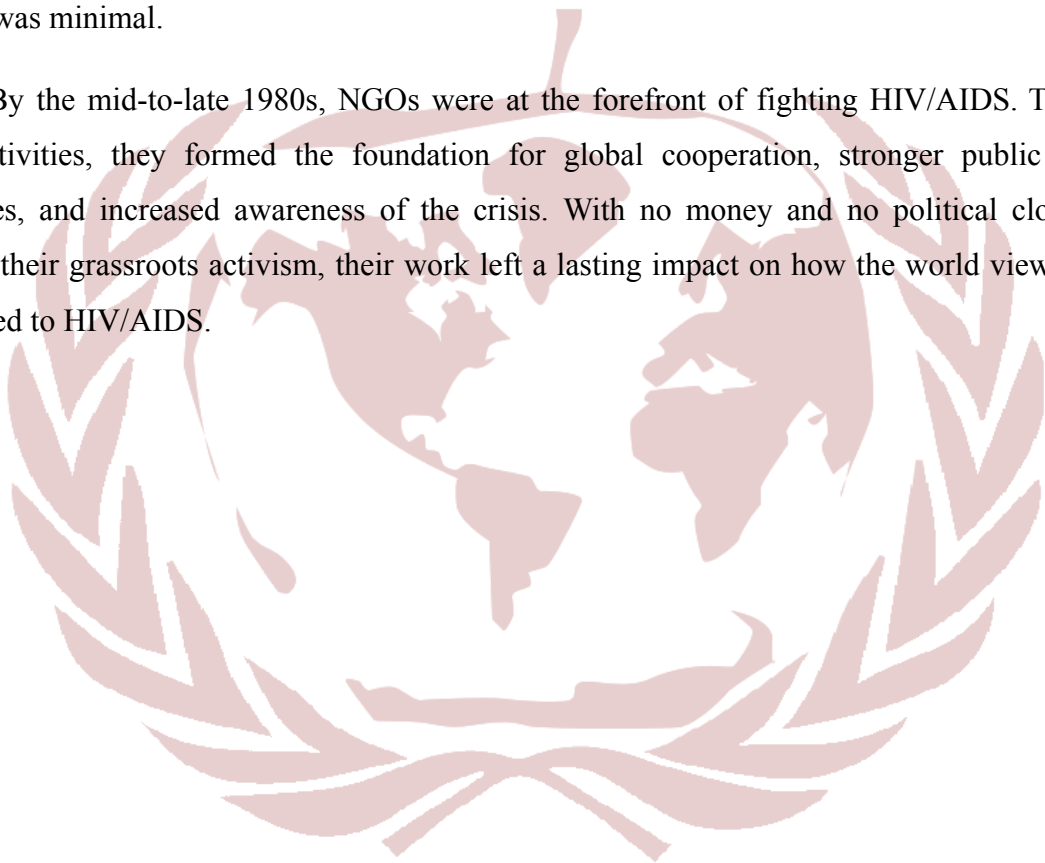 was minimal.
By the mid-to-late 1980s, NGOs were at the forefront of fighting HIV/AIDS. T
tivities, they formed the foundation for global cooperation, stronger public
es, and increased awareness of the crisis. With no money and no political clo
their grassroots activism, their work left a lasting impact on how the world view
ed to HIV/AIDS.